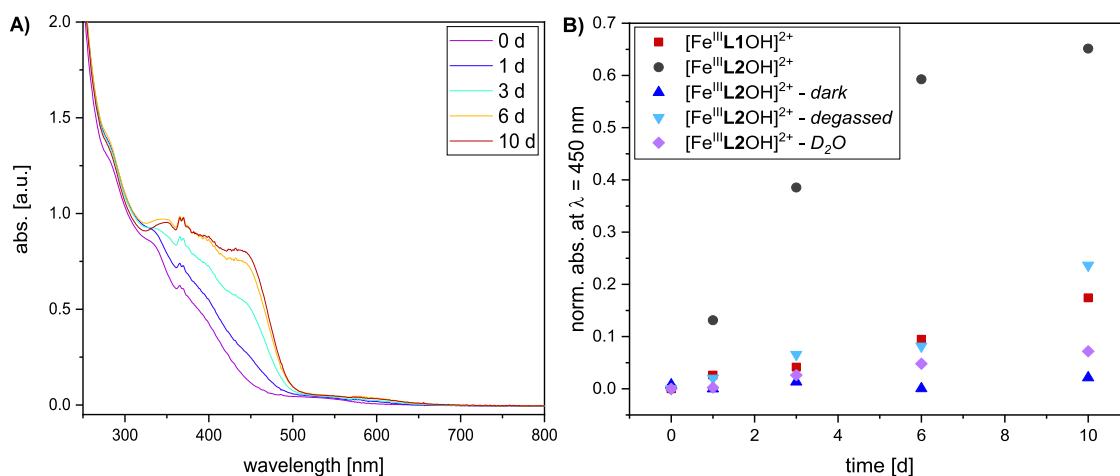 A)
2.0
1.5
1.0
0.5
0.0
abs. [a.u.]
0 d
1 d
3 d
6 d
10 d
300 400 500 600 700 800
wavelength [nm]
B)
0.7
0.6
0.5
0.4
0.3
0.2
0.1
0.0
norm. abs. at λ = 450 nm
[FeᴵᴵᴵL1OH]²⁺
[FeᴵᴵᴵL2OH]²⁺
[FeᴵᴵᴵL2OH]²⁺ - dark
[FeᴵᴵᴵL2OH]²⁺ - degassed
[FeᴵᴵᴵL2OH]²⁺ - D₂O
0 2 4 6 8 10
time [d]